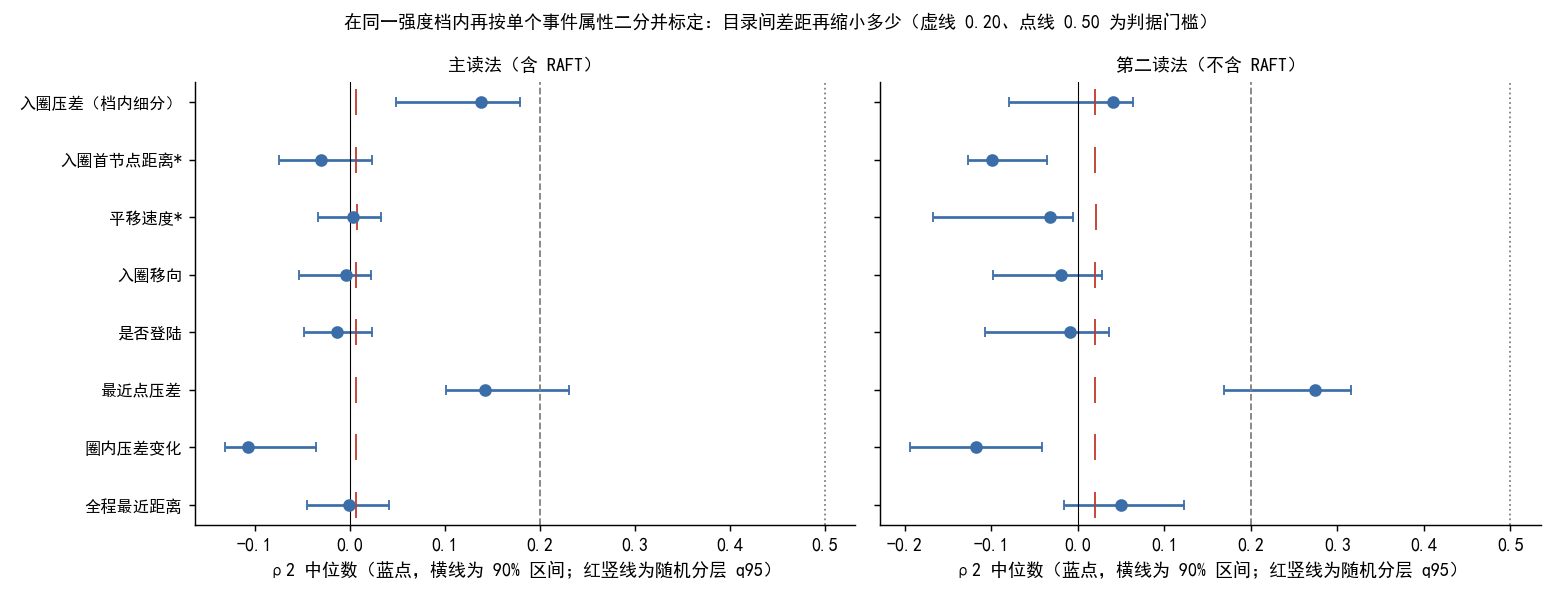 在同一强度档内再按单个事件属性二分并标定：目录间差距再缩小多少（虚线 0.20、点线 0.50 为判据门槛）
主读法（含 RAFT）
第二读法（不含 RAFT）
入圈压差（档内细分）
入圈首节点距离*
平移速度*
入圈移向
是否登陆
最近点压差
圈内压差变化
全程最近距离
−0.1 0.0 0.1 0.2 0.3 0.4 0.5
−0.2 −0.1 0.0 0.1 0.2 0.3 0.4 0.5
ρ2 中位数（蓝点，横线为 90% 区间；红竖线为随机分层 q95）
ρ2 中位数（蓝点，横线为 90% 区间；红竖线为随机分层 q95）